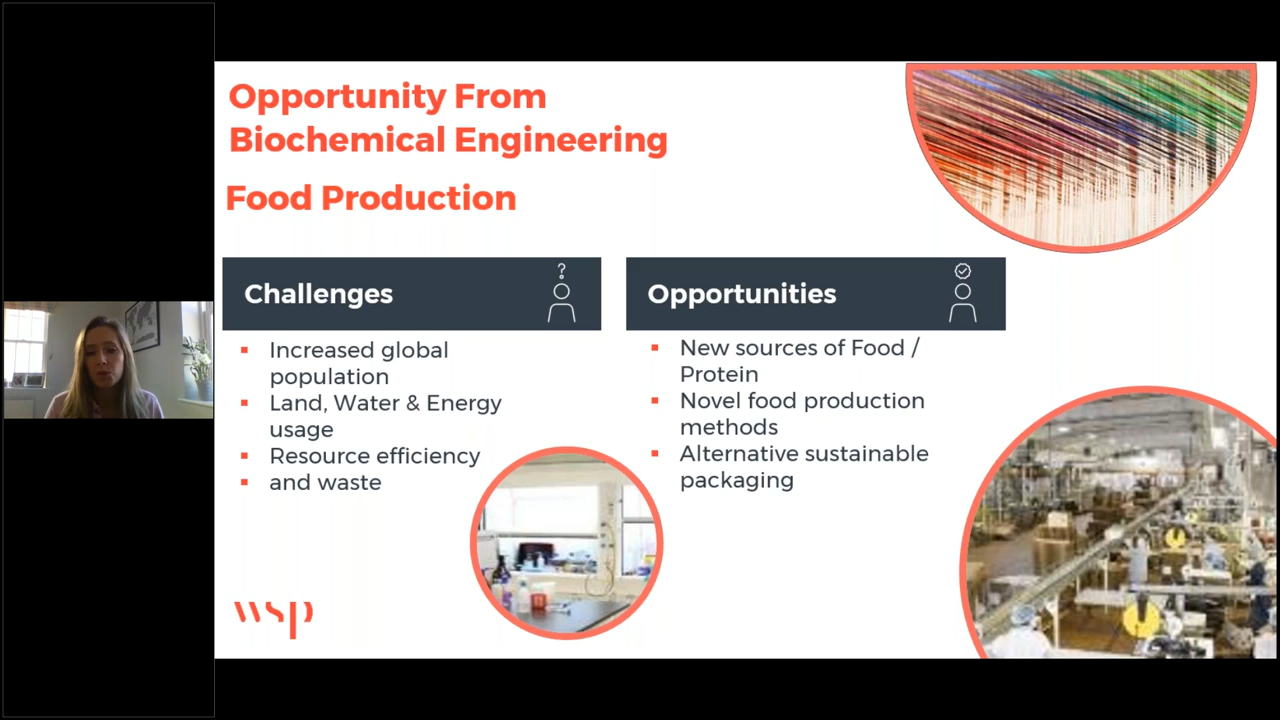 Opportunity From
Biochemical Engineering
Food Production
Challenges
?
Increased global
population
Land, Water & Energy
usage
Resource efficiency
and waste
Opportunities
New sources of Food /
Protein
Novel food production
methods
Alternative sustainable
packaging
wsp